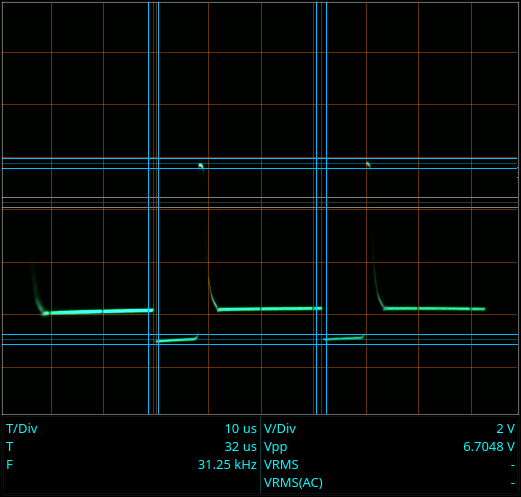 T/Div 10 us V/Div 2 V
T 32 us Vpp 6.7048 V
F 31.25 kHz VRMS -
VRMS(AC) -